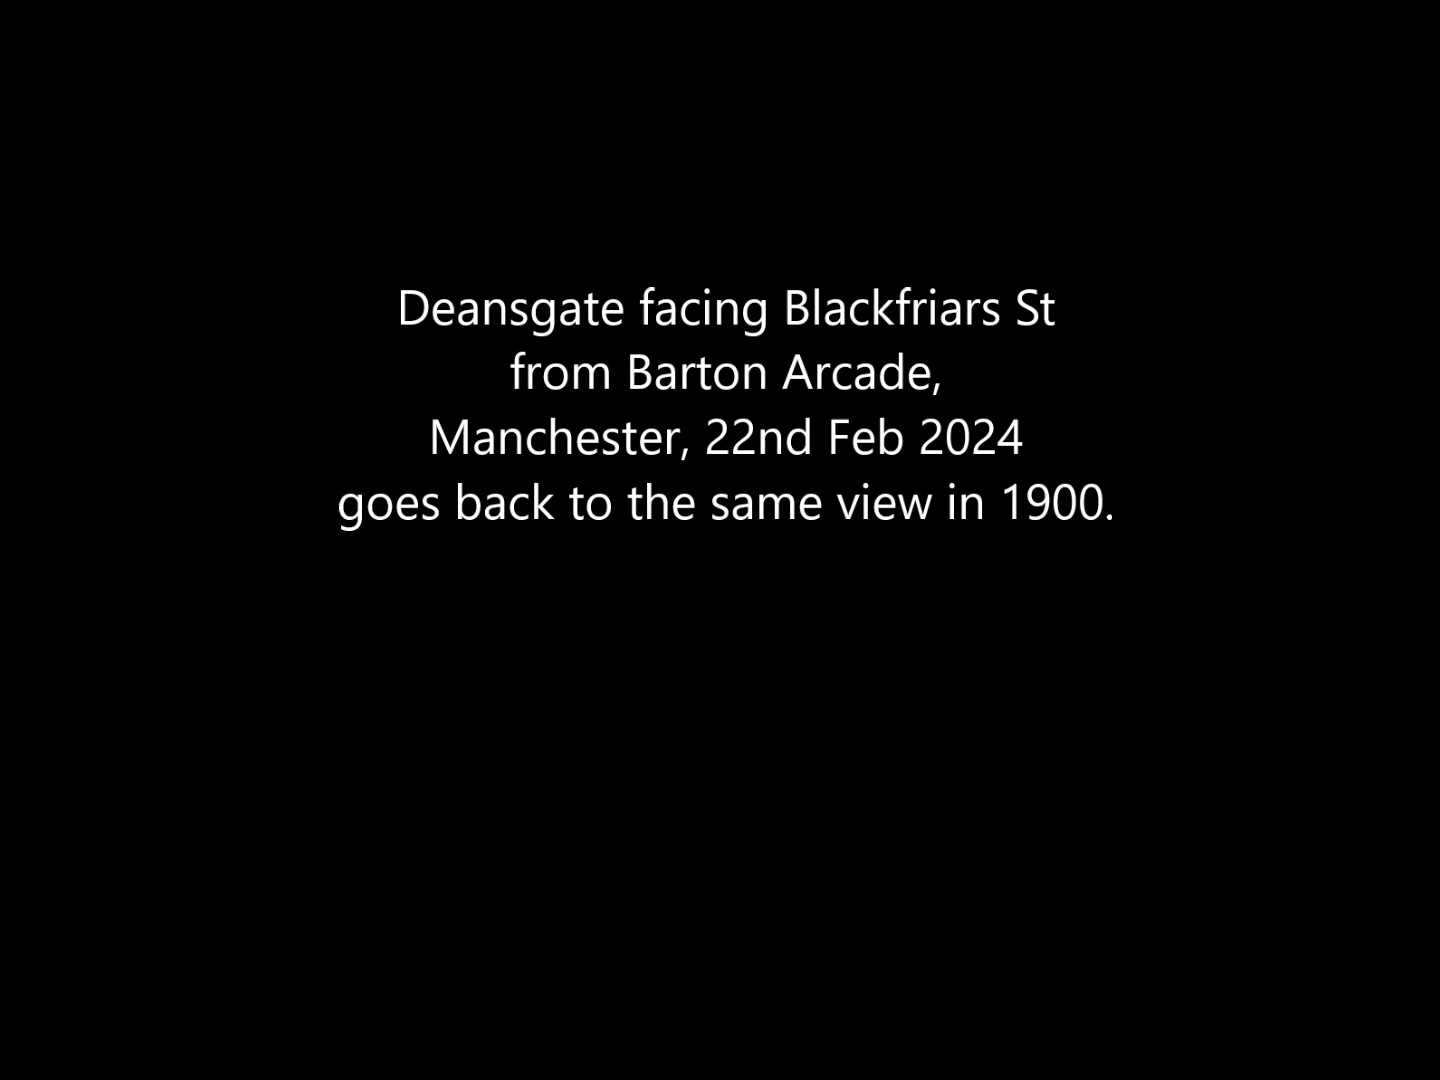 Deansgate facing Blackfriars St
from Barton Arcade,
Manchester, 22nd Feb 2024
goes back to the same view in 1900.